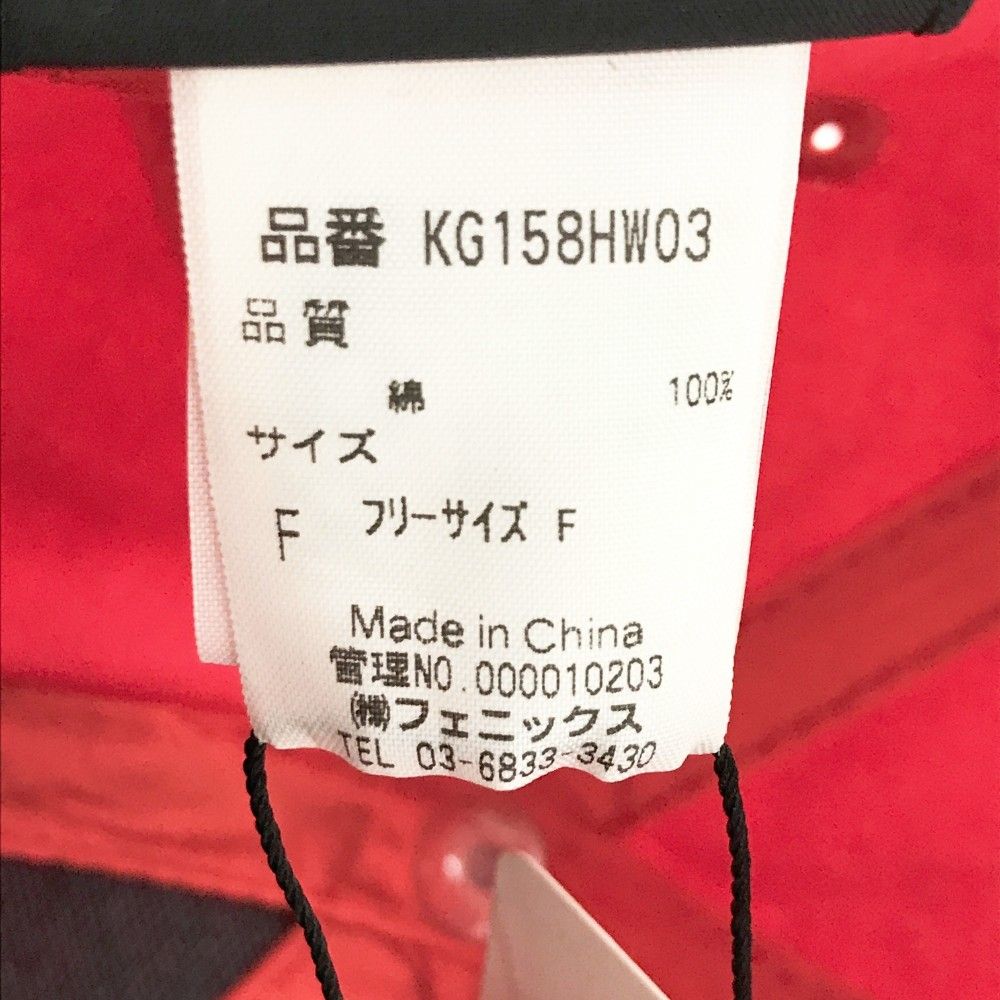 品番 KG158HW03
品質
綿 100%
サイズ
F フリーサイズ F
Made in China
管理NO.000010203
㈱フェニックス
TEL 03-6833-3430